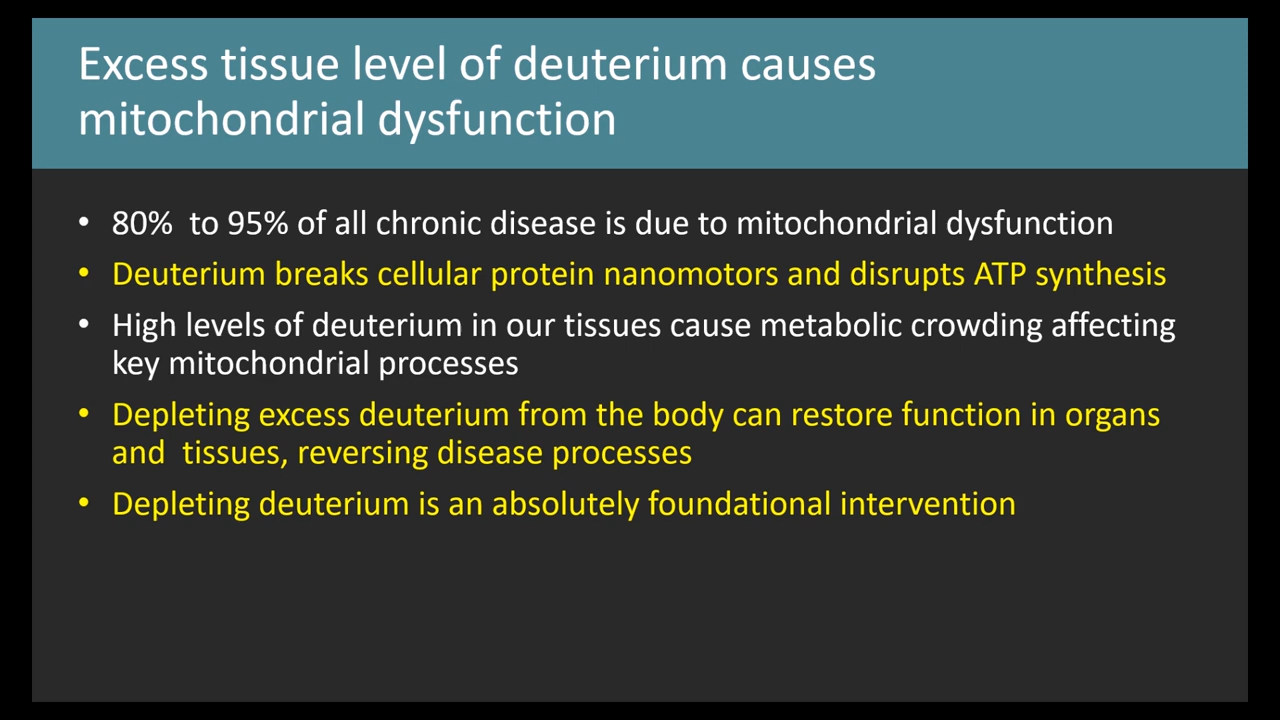 Excess tissue level of deuterium causes
mitochondrial dysfunction
• 80%  to 95% of all chronic disease is due to mitochondrial dysfunction
• Deuterium breaks cellular protein nanomotors and disrupts ATP synthesis
• High levels of deuterium in our tissues cause metabolic crowding affecting
key mitochondrial processes
• Depleting excess deuterium from the body can restore function in organs
and  tissues, reversing disease processes
• Depleting deuterium is an absolutely foundational intervention